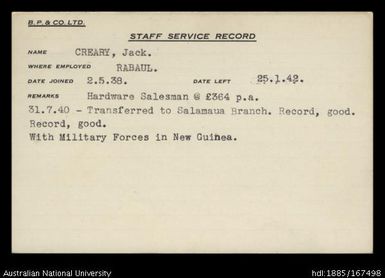 B.P. & CO. LTD.
STAFF SERVICE RECORD
NAME CREARY, Jack.
WHERE EMPLOYED RABAUL.
DATE JOINED 2.5.38. DATE LEFT 25.1.42.
REMARKS Hardware Salesman @ £364 p.a.
31.7.40 - Transferred to Salamaua Branch. Record, good.
Record, good.
With Military Forces in New Guinea.
Australian National University
hdl:1885/167498